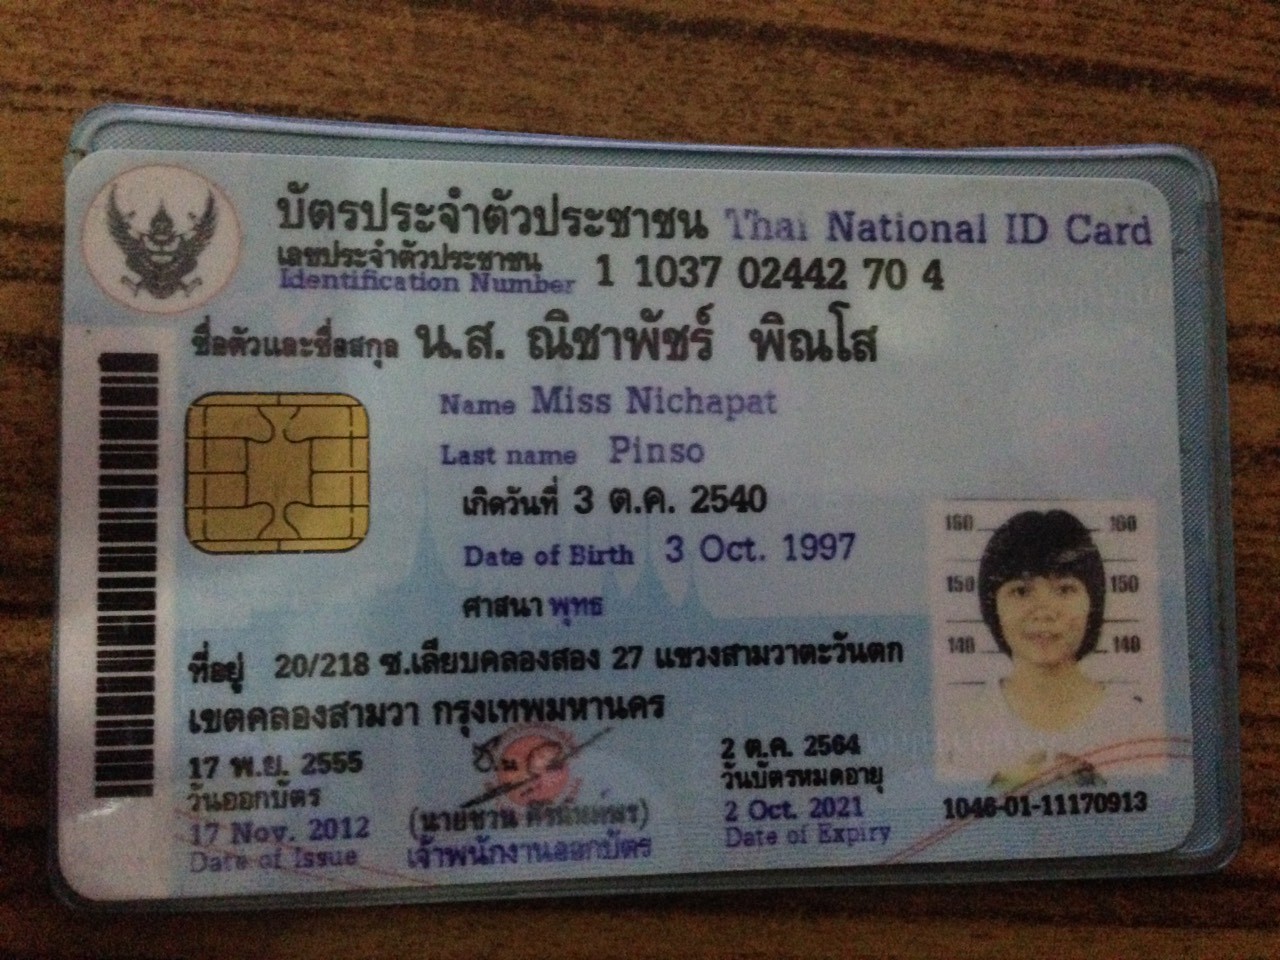 บัตรประจำตัวประชาชน Thai National ID Card
เลขประจำตัวประชาชน
Identification Number 1 1037 02442 70 4
ชื่อตัวและชื่อสกุล น.ส. ณิชาพัชร์ พิณโส
Name Miss Nichapat
Last name Pinso
เกิดวันที่ 3 ต.ค. 2540
Date of Birth 3 Oct. 1997
ศาสนา พุทธ
ที่อยู่ 20/218 ซ.เลียบคลองสอง 27 แขวงสามวาตะวันตก
เขตคลองสามวา กรุงเทพมหานคร
17 พ.ย. 2555
วันออกบัตร
17 Nov. 2012
Date of Issue
(นายชวน
เจ้าพนักงานออกบัตร
2 ต.ค. 2564
วันบัตรหมดอายุ
2 Oct. 2021
Date of Expiry
160 160
150 150
140 140
1046-01-11170913